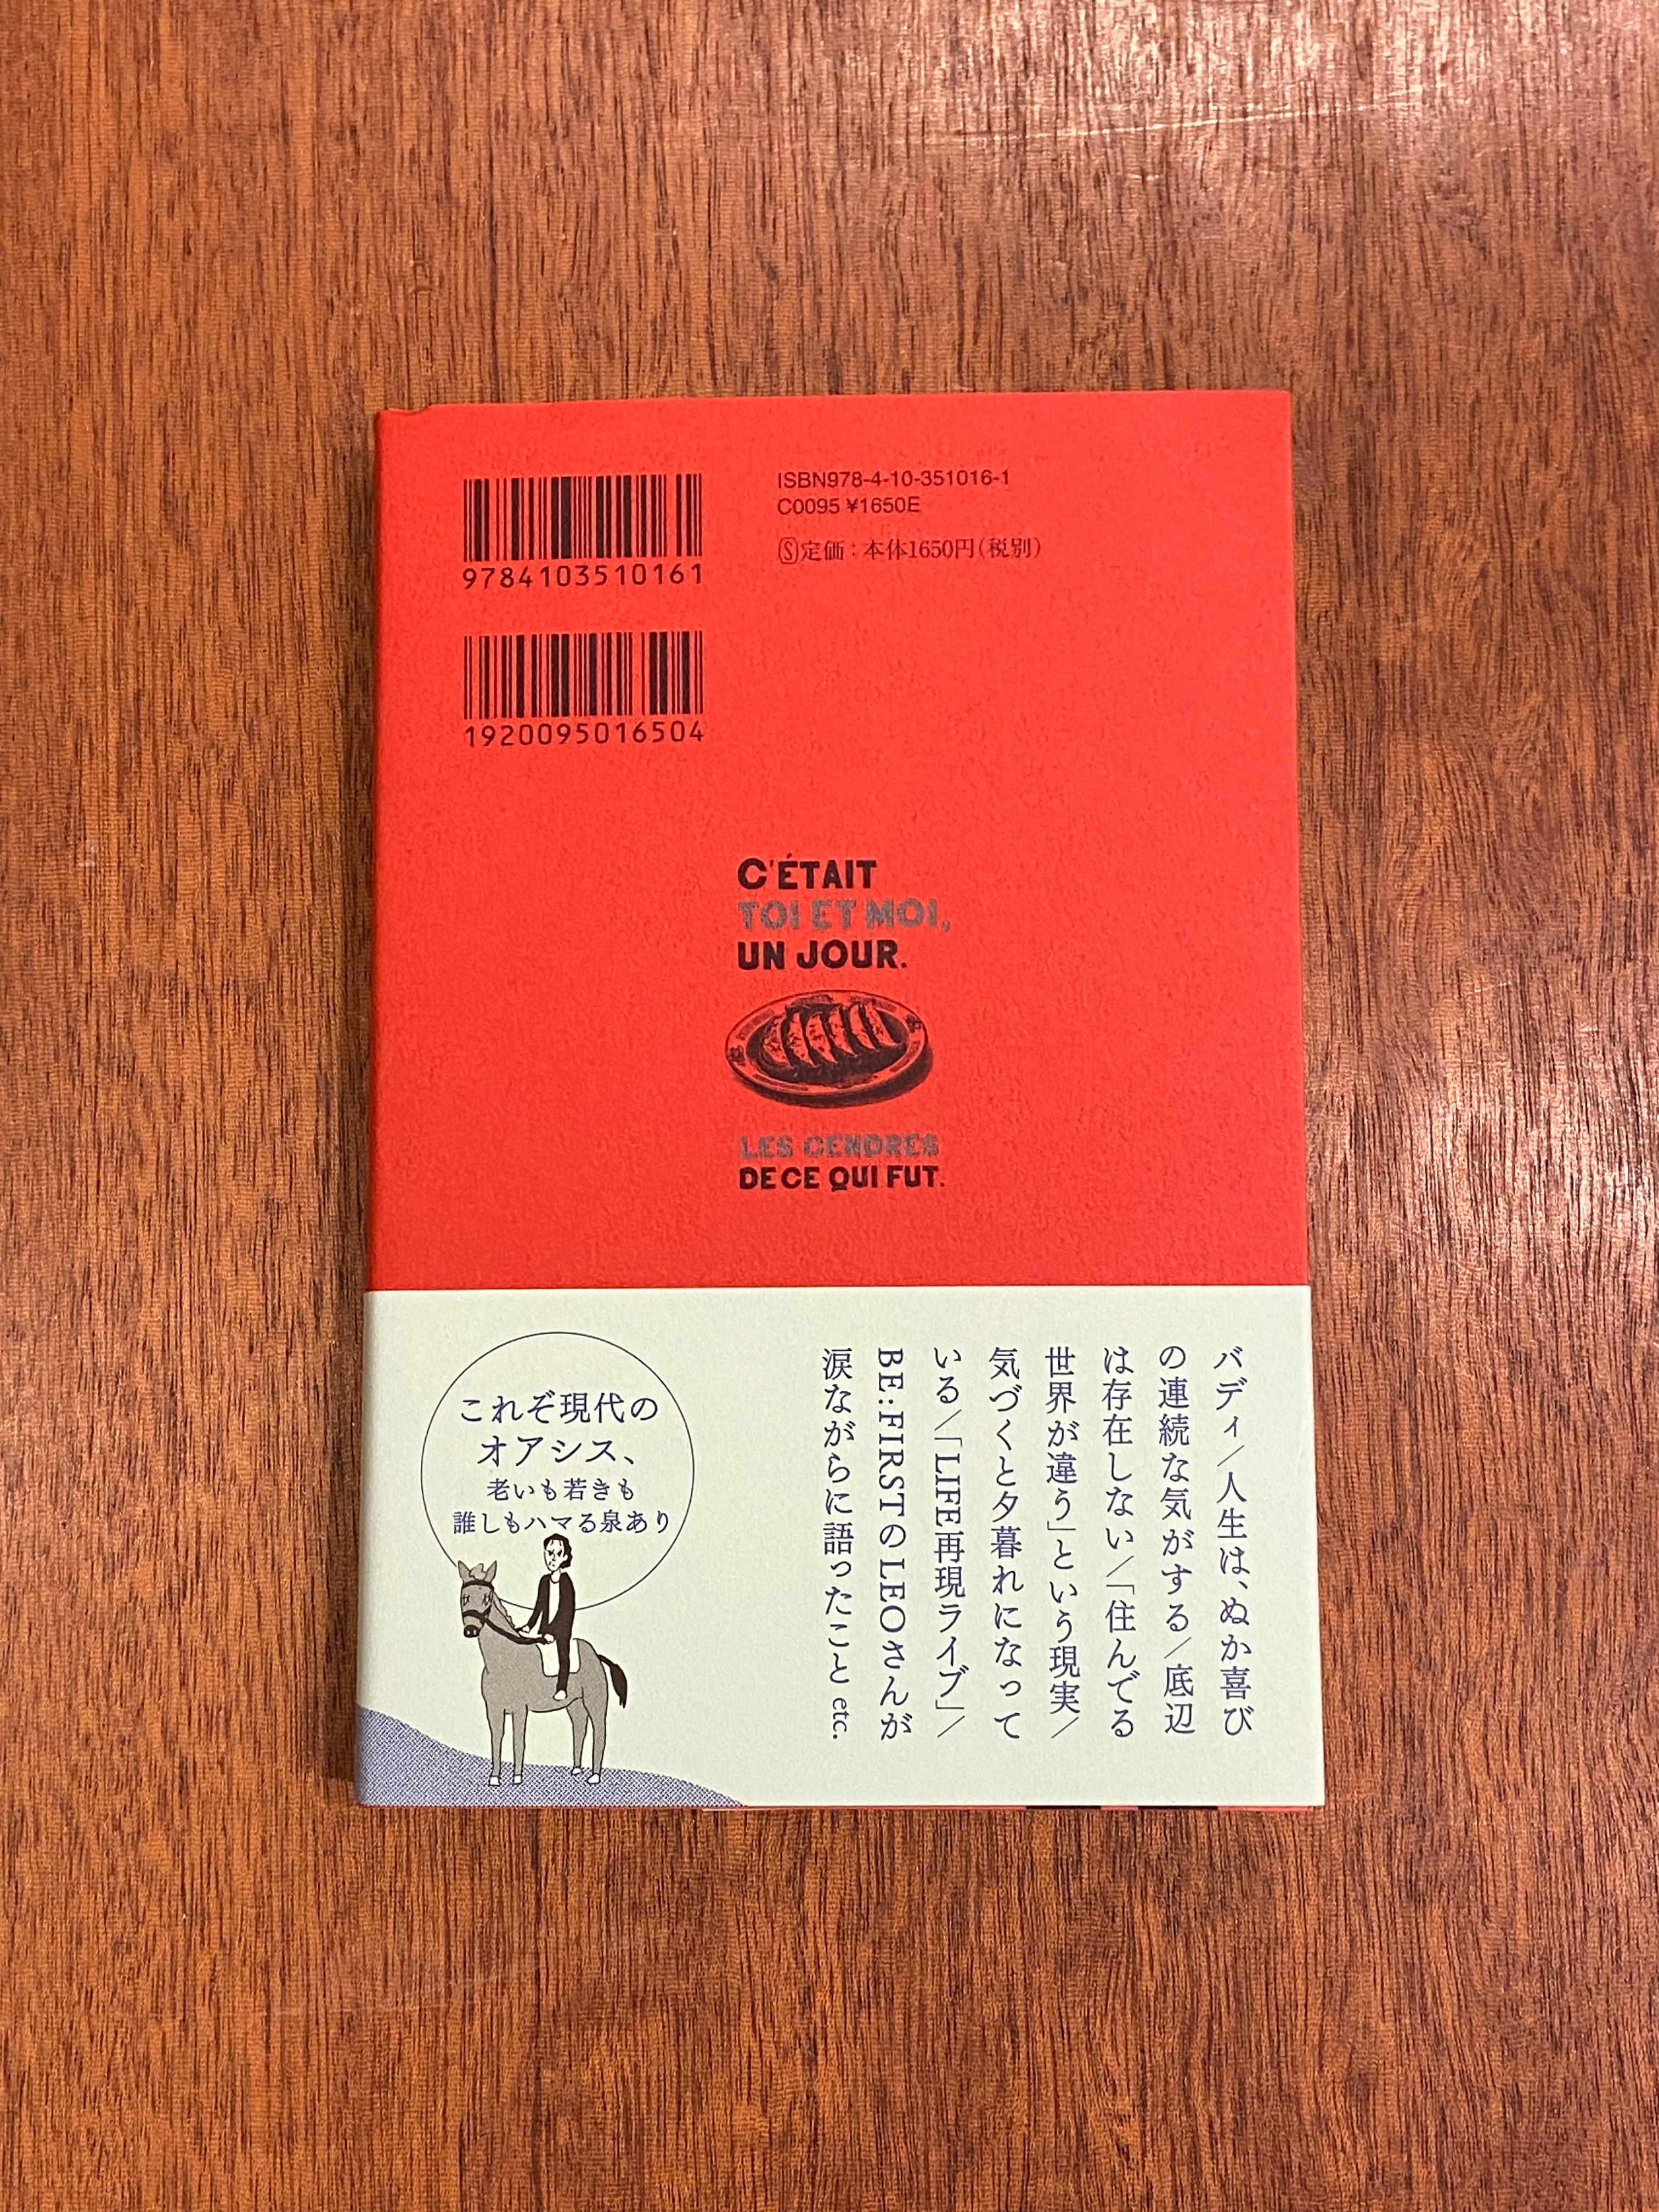 ISBN978-4-10-351016-1
C0095 ¥1650E
Ⓢ定価：本体1650円(税別)
9784103510161
1920095016504
C'ÉTAIT
TOI ET MOI,
UN JOUR.
LES CENDRES
DE CE QUI FUT.
バディ／人生は、ぬか喜び
の連続な気がする／底辺
は存在しない／「住んでる
世界が違う」という現実／
気づくと夕暮れになって
いる／「LIFE再現ライブ」／
BE:FIRSTのLEOさんが
涙ながらに語ったこと etc.
これぞ現代の
オアシス、
老いも若きも
誰しもハマる泉あり